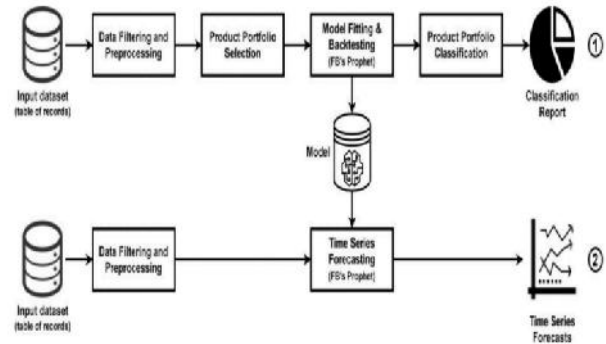 Data Filtering and
Preprocessing
Product Portfolio
Selection
Model Fitting &
Backtesting
(FB's Prophet)
Product Portfolio
Classification
①
Input dataset
(table of records)
Classification
Report
Model
Data Filtering and
Preprocessing
Time Series
Forecasting
(FB's Prophet)
②
Input dataset
(table of records)
Time Series
Forecasts